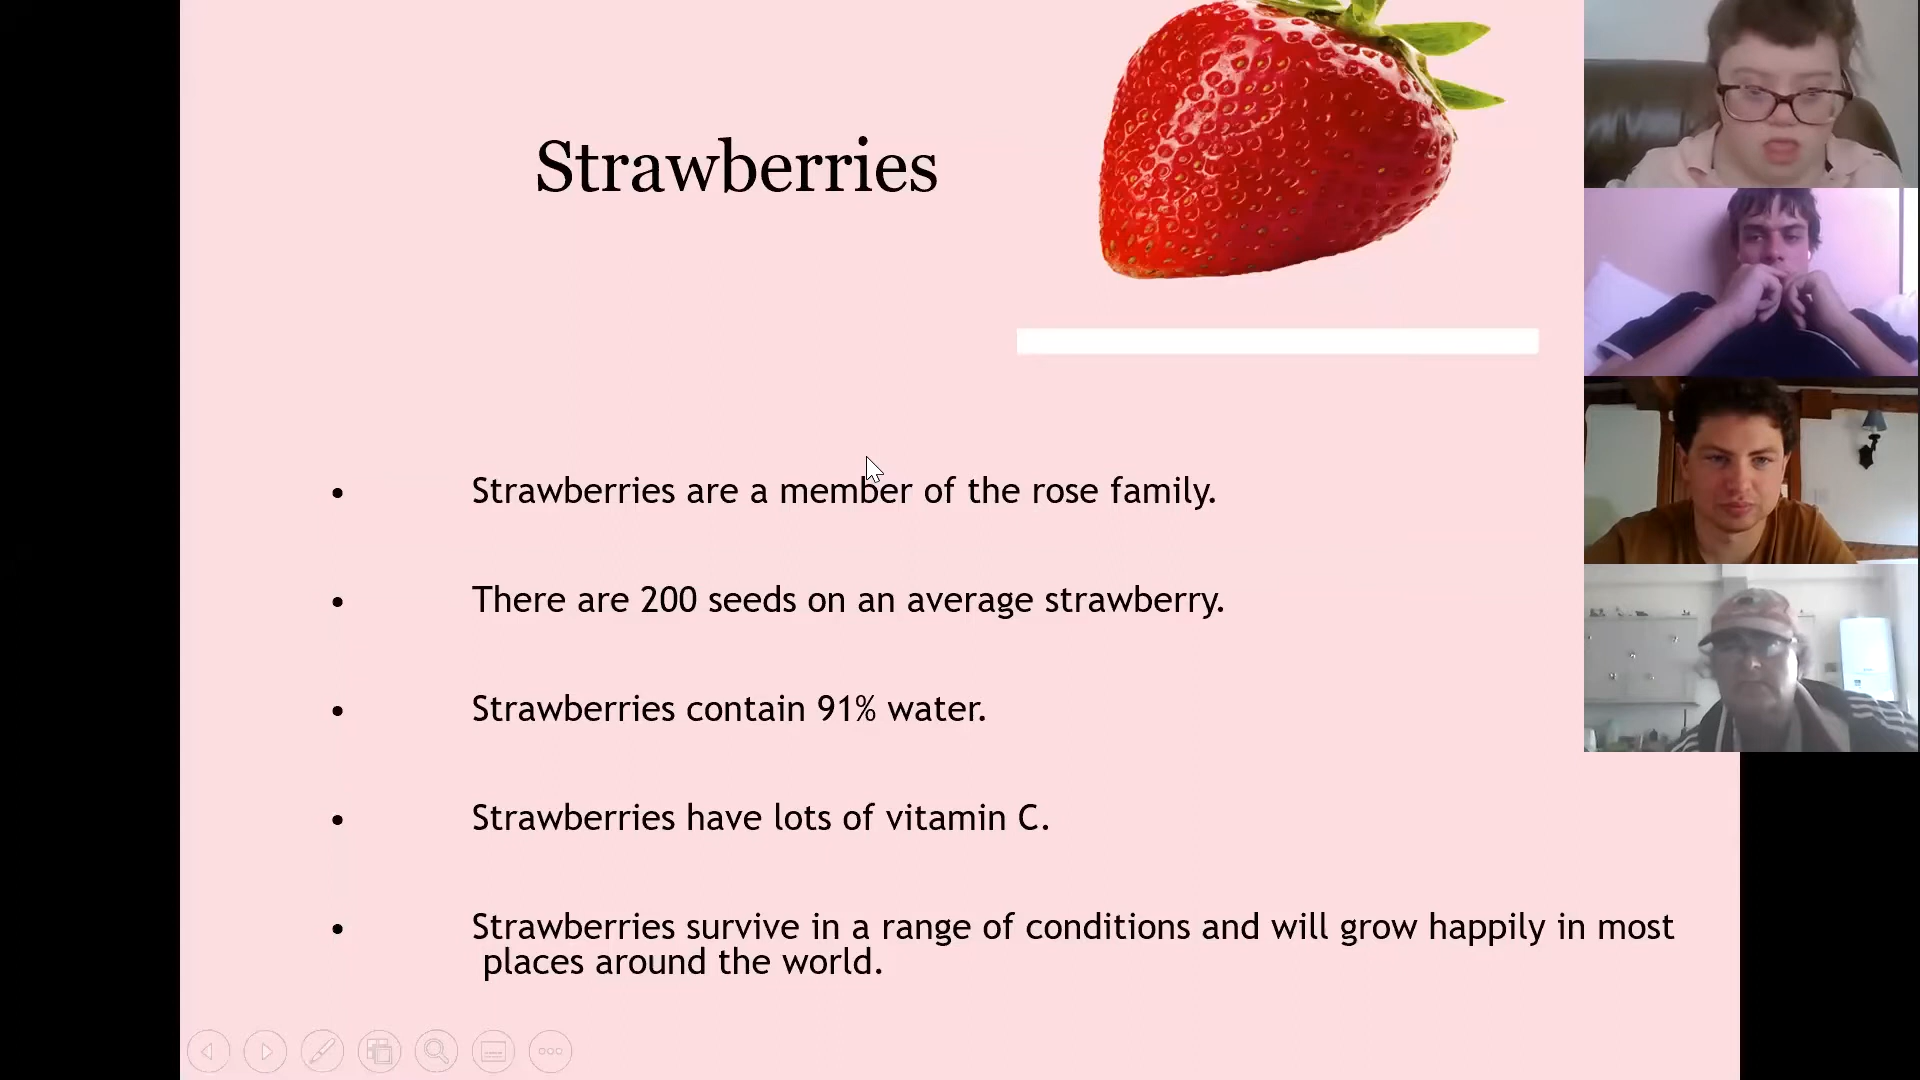 Strawberries
• Strawberries are a member of the rose family.
• There are 200 seeds on an average strawberry.
• Strawberries contain 91% water.
• Strawberries have lots of vitamin C.
• Strawberries survive in a range of conditions and will grow happily in most
places around the world.